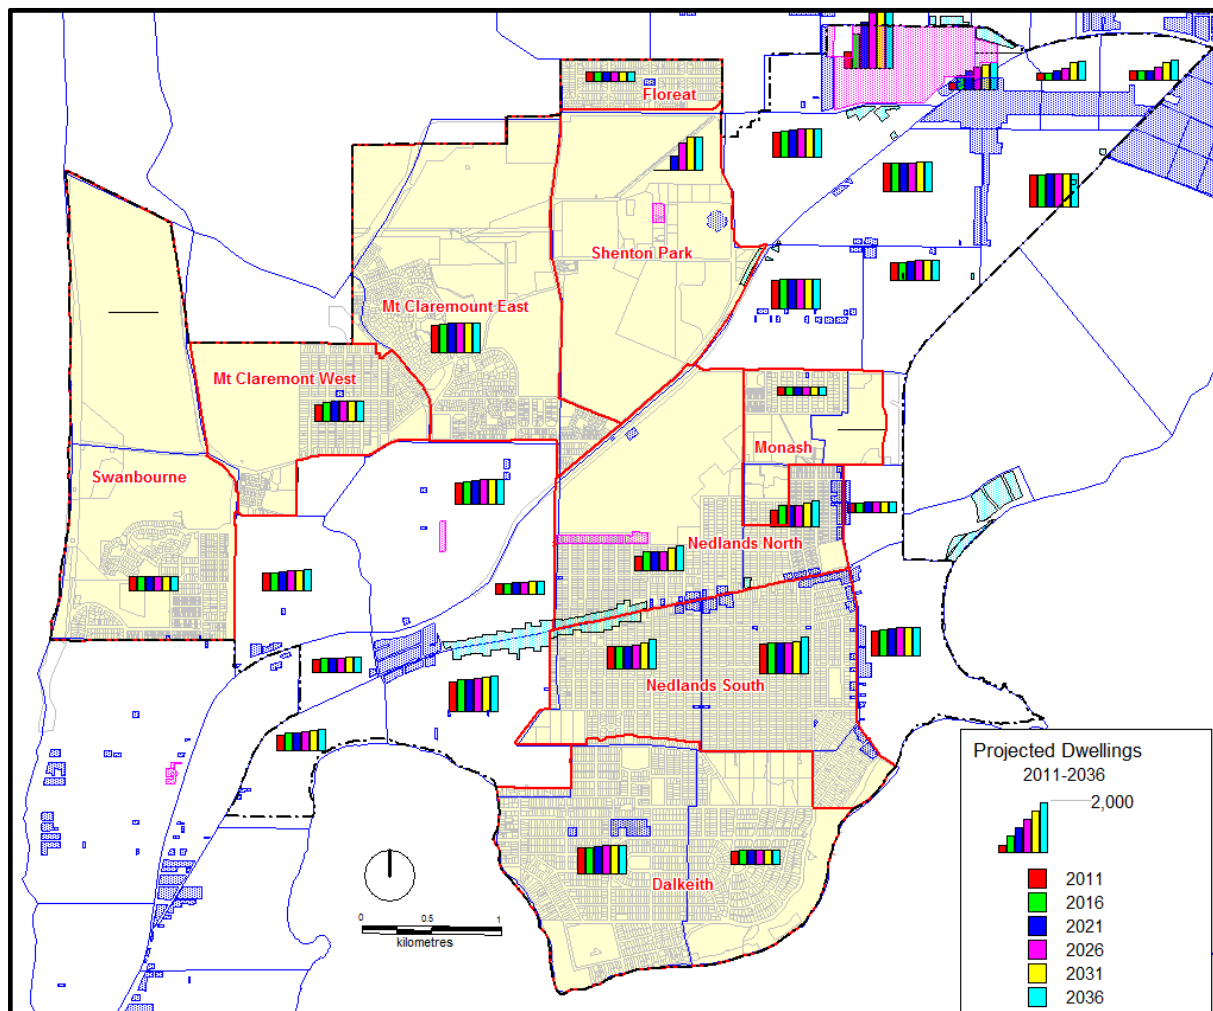 Floreat
Shenton Park
Mt Claremount East
Mt Claremont West
Monash
Swanbourne
Nedlands North
Nedlands South
Dalkeith
0
0.5
1
kilometres
Projected Dwellings
2011-2036
2,000
2011
2016
2021
2026
2031
2036